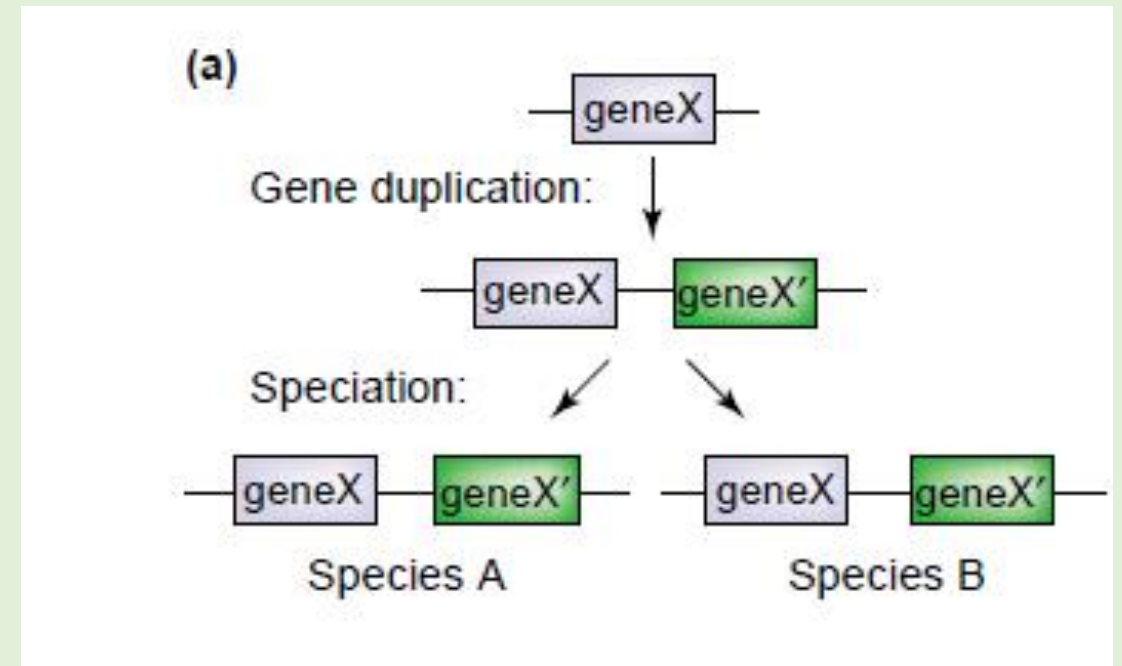 (a)
geneX
Gene duplication:
geneX geneX′
Speciation:
geneX geneX′ geneX geneX′
Species A Species B